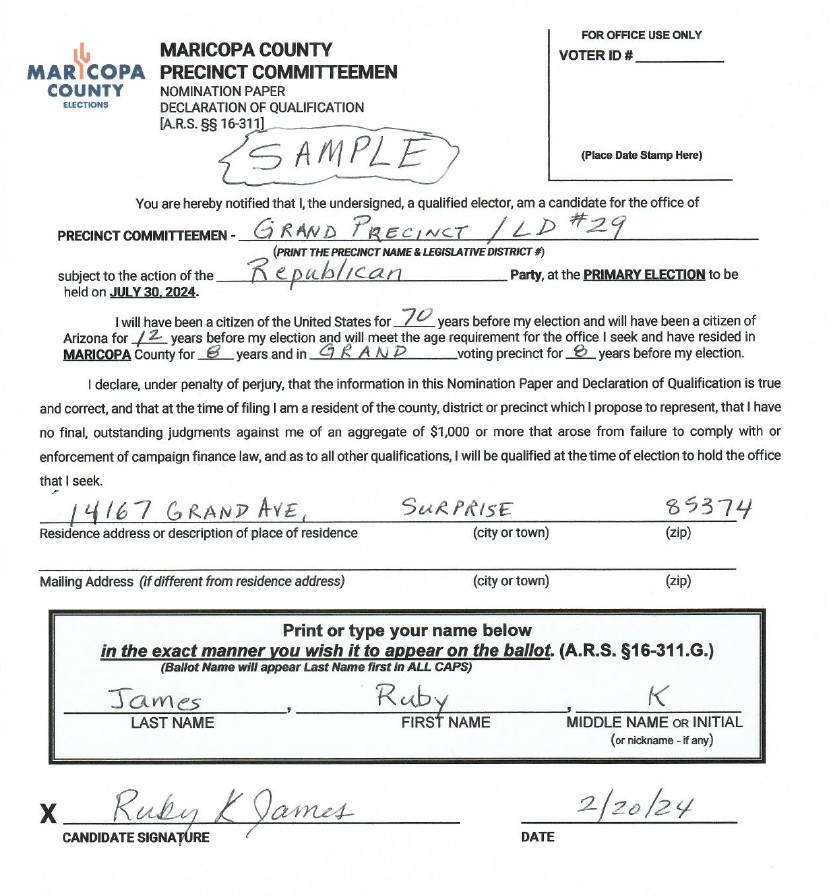 MARICOPA
COUNTY
ELECTIONS
MARICOPA COUNTY
PRECINCT COMMITTEEMEN
NOMINATION PAPER
DECLARATION OF QUALIFICATION
[A.R.S. §§ 16-311]
FOR OFFICE USE ONLY
VOTER ID #
(Place Date Stamp Here)
SAMPLE
You are hereby notified that I, the undersigned, a qualified elector, am a candidate for the office of
PRECINCT COMMITTEEMEN - GRAND PRECINCT / LD #29
(PRINT THE PRECINCT NAME & LEGISLATIVE DISTRICT #)
subject to the action of the Republican Party, at the PRIMARY ELECTION to be
held on JULY 30, 2024.
I will have been a citizen of the United States for 70 years before my election and will have been a citizen of
Arizona for 12 years before my election and will meet the age requirement for the office I seek and have resided in
MARICOPA County for 8 years and in GRAND voting precinct for 8 years before my election.
I declare, under penalty of perjury, that the information in this Nomination Paper and Declaration of Qualification is true
and correct, and that at the time of filing I am a resident of the county, district or precinct which I propose to represent, that I have
no final, outstanding judgments against me of an aggregate of $1,000 or more that arose from failure to comply with or
enforcement of campaign finance law, and as to all other qualifications, I will be qualified at the time of election to hold the office
that I seek.
14167 GRAND AVE, SURPRISE 85374
Residence address or description of place of residence (city or town) (zip)
Mailing Address (if different from residence address) (city or town) (zip)
Print or type your name below
in the exact manner you wish it to appear on the ballot. (A.R.S. §16-311.G.)
(Ballot Name will appear Last Name first in ALL CAPS)
James, Ruby, K
LAST NAME FIRST NAME MIDDLE NAME OR INITIAL
(or nickname - if any)
X Ruby K James 2/20/24
CANDIDATE SIGNATURE DATE